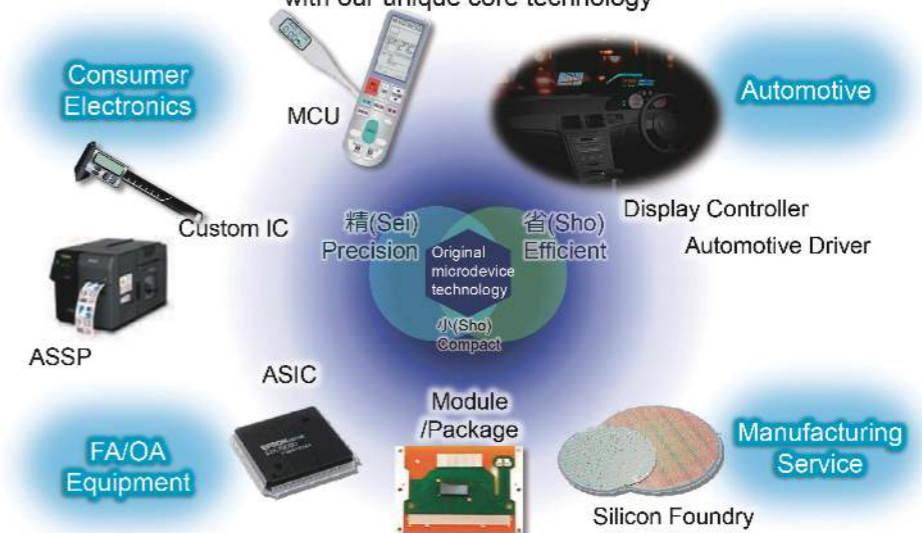 with our unique core technology
Consumer
Electronics
MCU
Automotive
Custom IC
精(Sei)
Precision
省(Sho)
Efficient
Display Controller
Automotive Driver
Original
microdevice
technology
小(Sho)
Compact
ASSP
ASIC
Module
/Package
EPSON
FA/OA
Equipment
Manufacturing
Service
Silicon Foundry